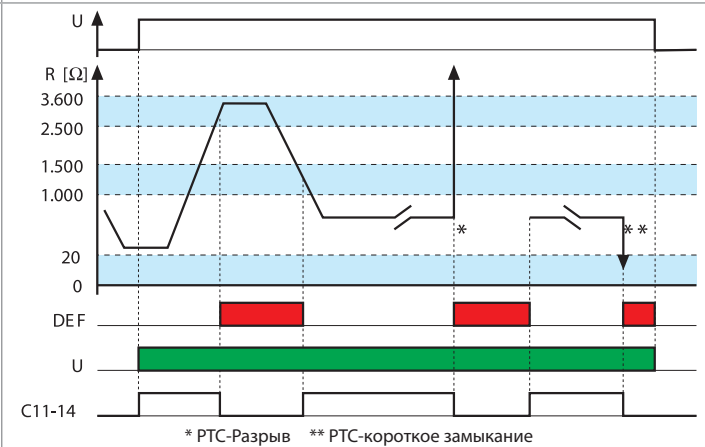 U
R [Ω]
3.600
2.500
1.500
1.000
*
* *
20
0
DEF
U
C11-14
* PTC-Разрыв ** PTC-короткое замыкание